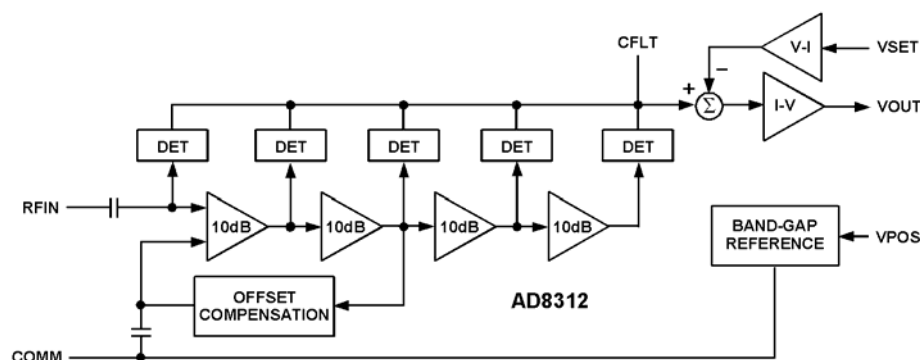 CFLT
V-I
VSET
+
–
Σ
I-V
VOUT
DET
DET
DET
DET
DET
RFIN
10dB
10dB
10dB
10dB
BAND-GAP
REFERENCE
VPOS
OFFSET
COMPENSATION
AD8312
COMM